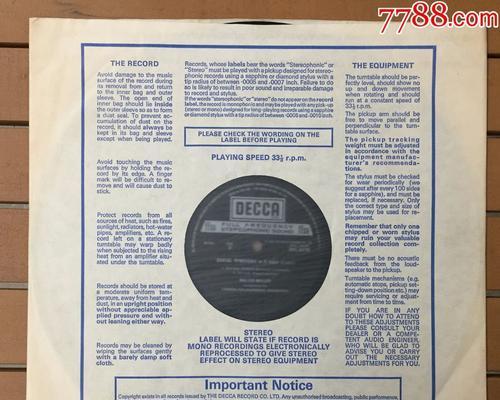 7788.com
THE RECORD
Avoid damage to the music
surface of the record during
its removal from and return
to the inner bag and outer
sleeve. The open end of
inner bag should be inside
the outer sleeve so as to form
a dust seal. To prevent ac-
cumulation of dust on the
record, it should always be
kept in its bag and sleeve
except when being played.
Avoid touching the music
surfaces by holding the re-
cord by its edge. A finger
mark will be difficult to re-
move and will cause dust to
stick.
Protect records from all
sources of heat, such as fires,
sunlight, radiators, hot-water
pipes, amplifiers, etc. A re-
cord left on a stationary
turntable may warp badly
when subjected to the rising
heat from an amplifier situ-
ated under the turntable.
Records should be stored at
a moderate uniform tem-
perature, away from heat and
dust, in an upright position
without appreciable ap-
plied pressure and with-
out leaning either way.
Records may be cleaned by
wiping the surfaces gently
with a barely damp soft
cloth.
Records, whose labels bear the words "Stereophonic" or
"Stereo" must be played with a pickup designed for stereo-
phonic records using a sapphire or diamond stylus with a
tip radius of between ·0005 and ·0007 inch. Failure to do
so is likely to result in poor sound and irreparable damage
to record and stylus.
If the words "stereophonic" or "stereo" do not appear on the record
label, the record is monophonic and may be played with any pick-up
designed for long-playing records using a sapphire
or diamond stylus with a tip radius of between ·0005 and ·0010 inch.
PLEASE CHECK THE WORDING ON THE
LABEL BEFORE PLAYING
PLAYING SPEED 33⅓ r.p.m.
DECCA
FULL FREQUENCY
STEREOPHONIC SOUND
STEREO
LABEL WILL STATE IF RECORD IS
MONO RECORDINGS ELECTRONICALLY
REPROCESSED TO GIVE STEREO
EFFECT ON STEREO EQUIPMENT
THE EQUIPMENT
The turntable should be per-
fectly level, should show no
up and down movement
when rotating and should
run at a constant speed of
33⅓ r.p.m.
The pickup arm should be
free to move parallel and
perpendicular to the turn-
table surface.
The pickup tracking
weight must be adjusted
in accordance with the
equipment manufac-
turer's recommenda-
tions.
The stylus must be checked
for wear periodically (we
suggest after every 100 sides
for a sapphire), and must be
replaced, if necessary. Only
the correct type and size of
stylus may be used for re-
placement.
Remember that only one
chipped or worn stylus
may ruin your valuable
record collection com-
pletely.
There must be no acoustic
feedback from the loud-
speaker to the pickup.
Turntable mechanisms (e.g.
automatic stops, pickup set-
ting-down position etc.) may
require servicing or adjust-
ment from time to time.
IF YOU ARE IN ANY
DOUBT HOW TO ATTEND
TO THESE ADJUSTMENTS
PLEASE CONSULT YOUR
DEALER OR A COMPE-
TENT AUDIO ENGINEER,
WHO WILL BE GLAD TO
ADVISE YOU OR CARRY
OUT THE NECESSARY
ADJUSTMENTS FOR YOU.
Important Notice
Copyright exists in all records issued by THE DECCA RECORD CO. LTD. Any unauthorised broadcasting, public performance,